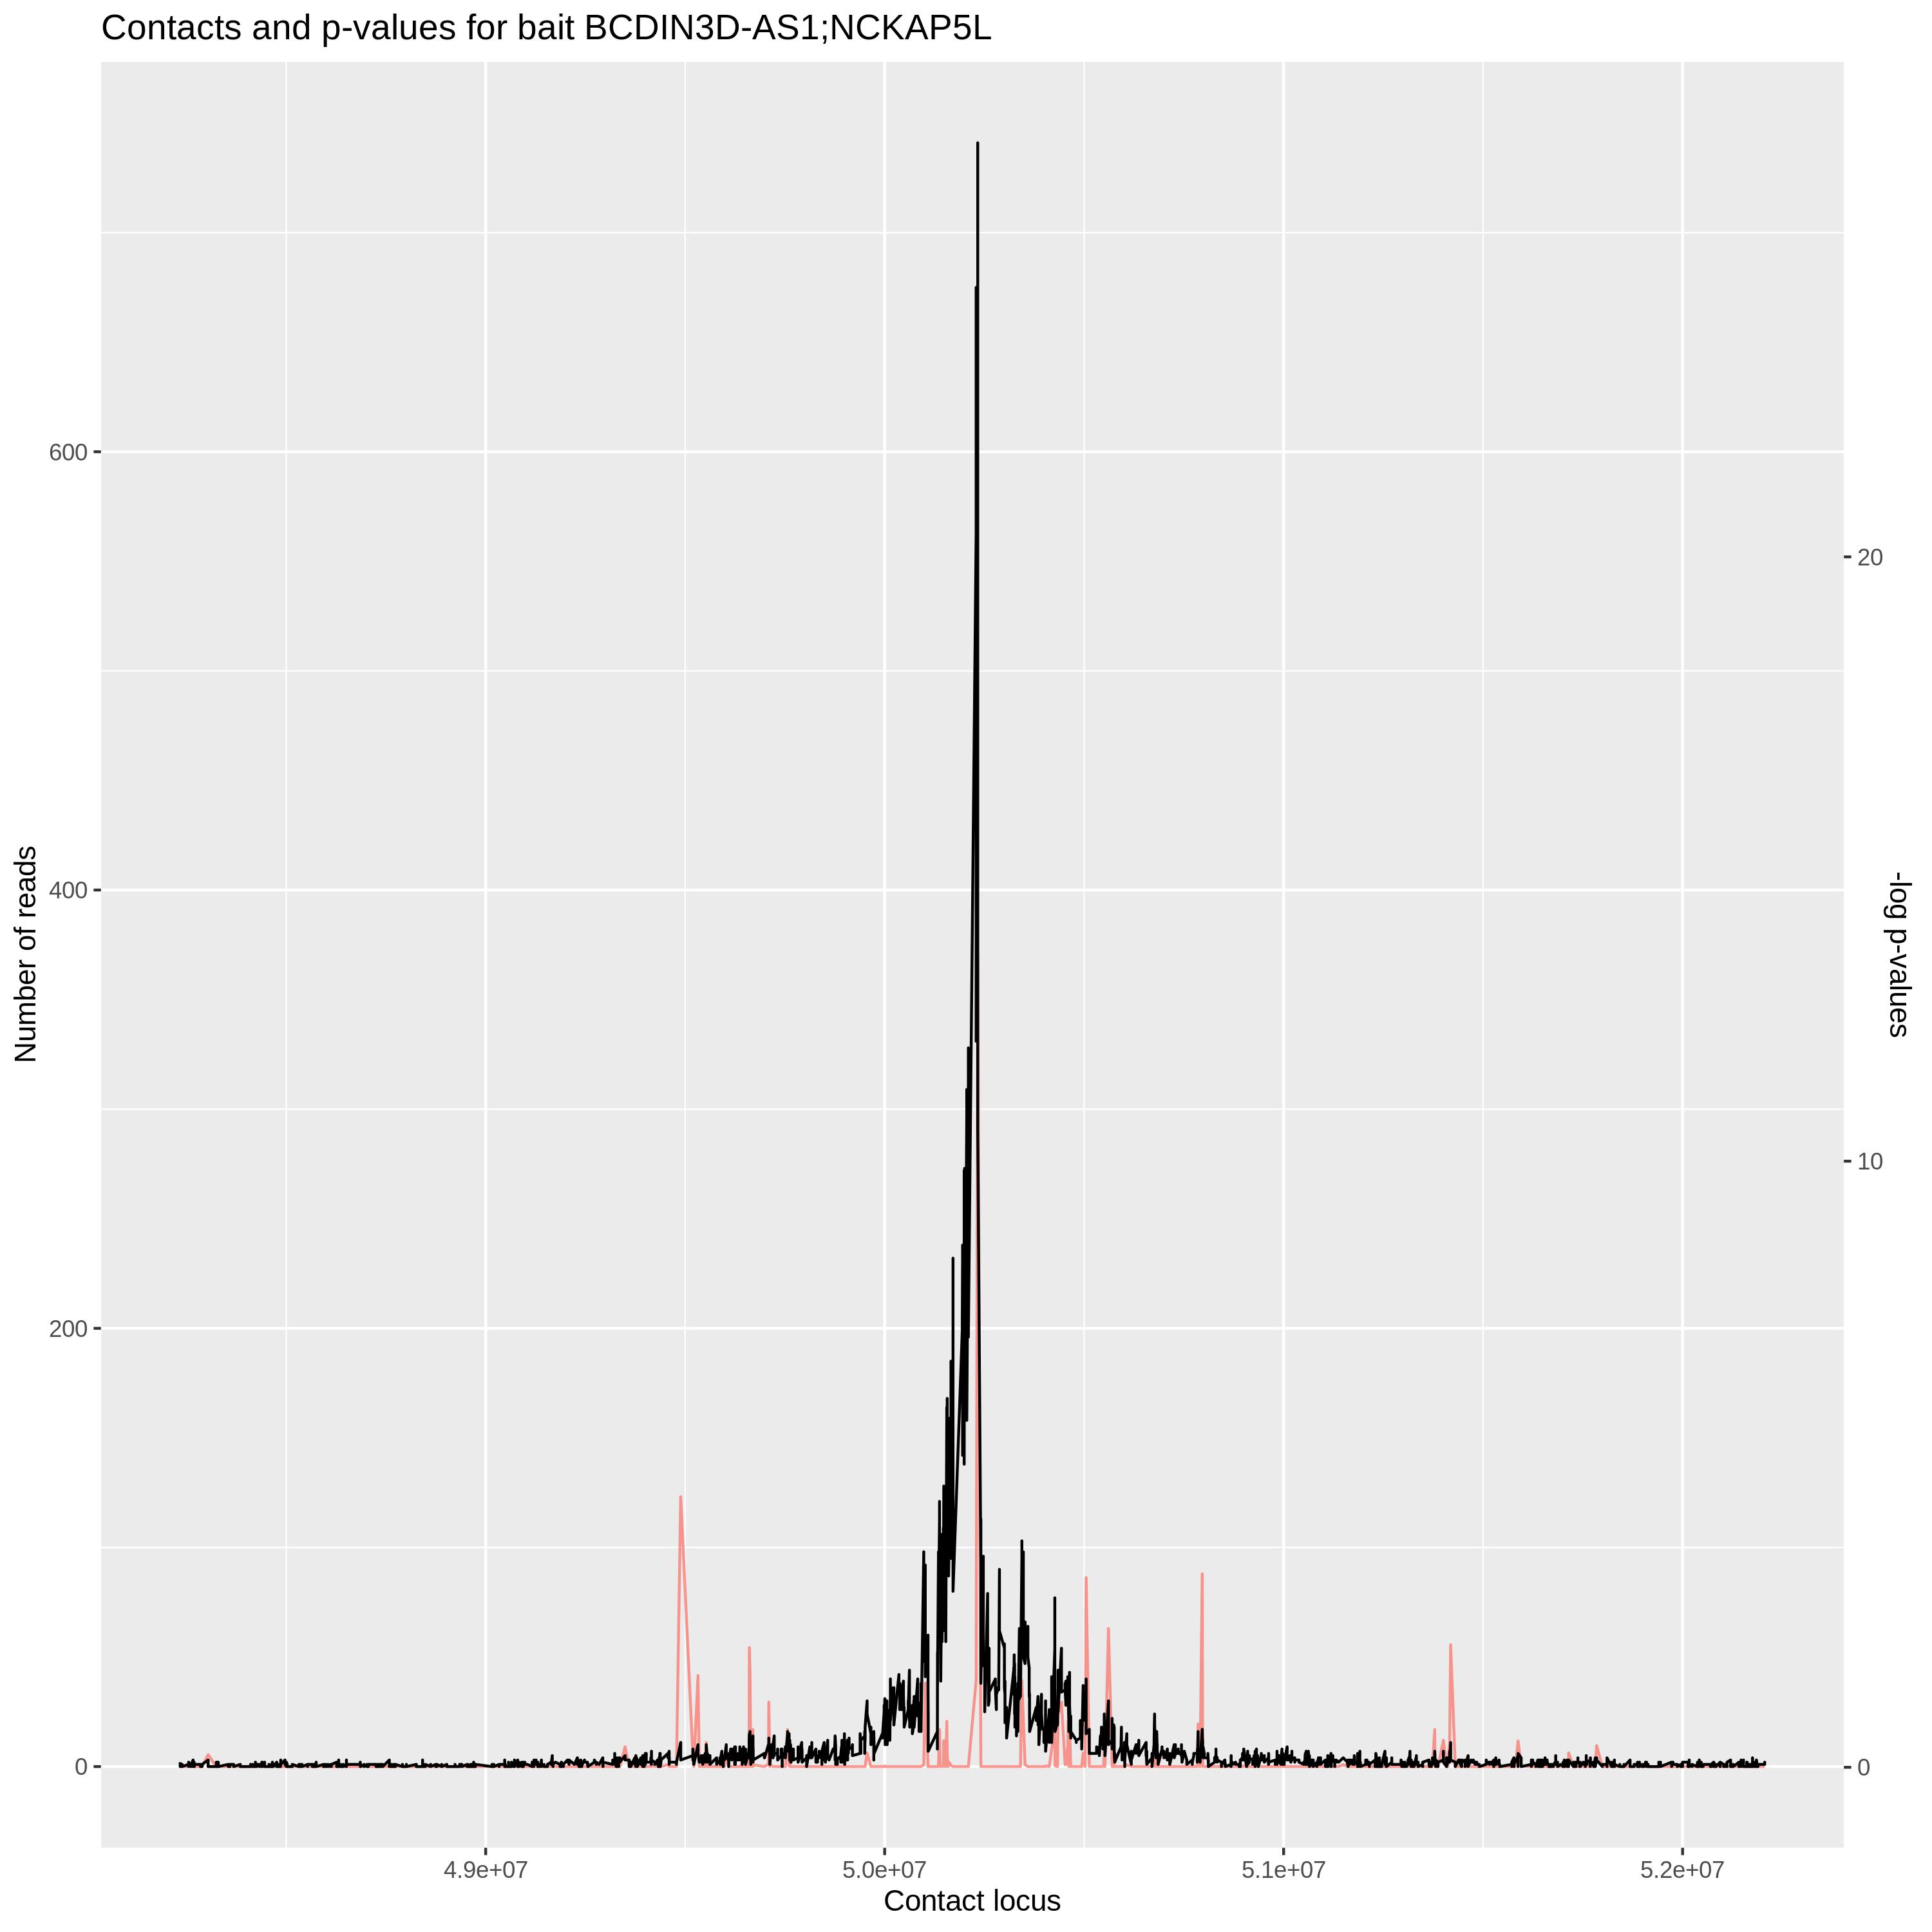 Contacts and p-values for bait BCDIN3D-AS1;NCKAP5L
Number of reads
600
400
200
0
20
10
0
-log p-values
4.9e+07 5.0e+07 5.1e+07 5.2e+07
Contact locus